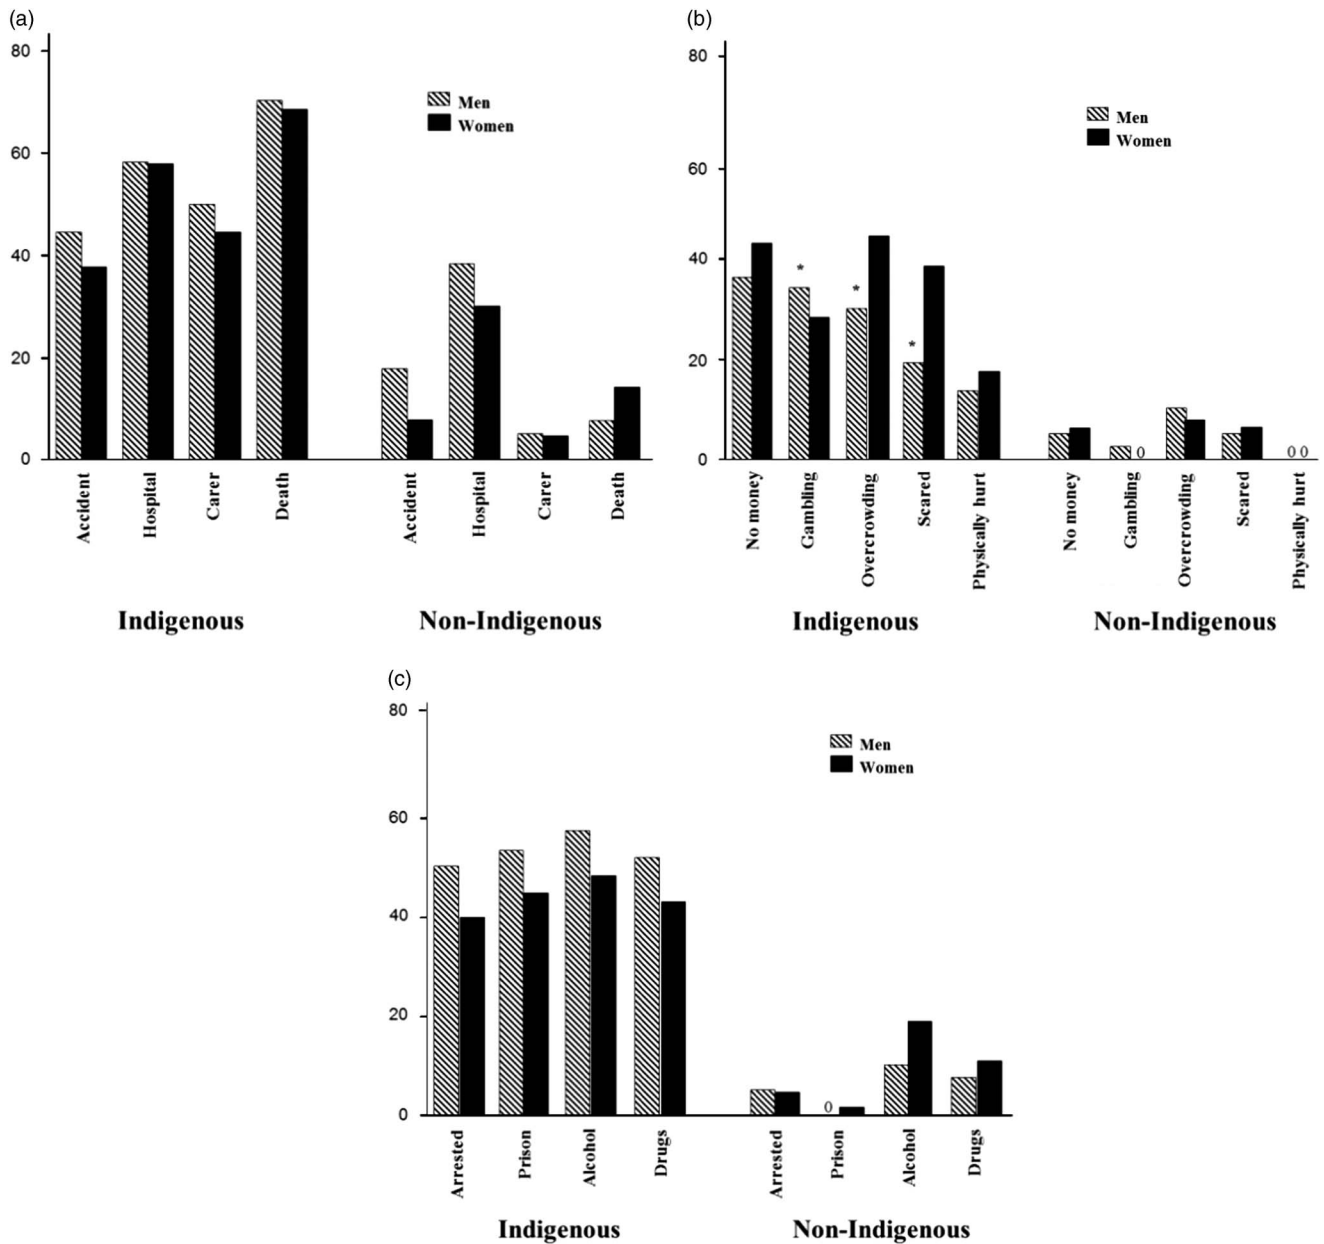 (a)
80
60
40
20
0
Men
Women
Accident
Hospital
Carer
Death
Accident
Hospital
Carer
Death
Indigenous
Non-Indigenous
(b)
80
60
40
20
0
Men
Women
*
*
*
0
0 0
No money
Gambling
Overcrowding
Scared
Physically hurt
No money
Gambling
Overcrowding
Scared
Physically hurt
Indigenous
Non-Indigenous
(c)
80
60
40
20
0
Men
Women
0
Arrested
Prison
Alcohol
Drugs
Arrested
Prison
Alcohol
Drugs
Indigenous
Non-Indigenous